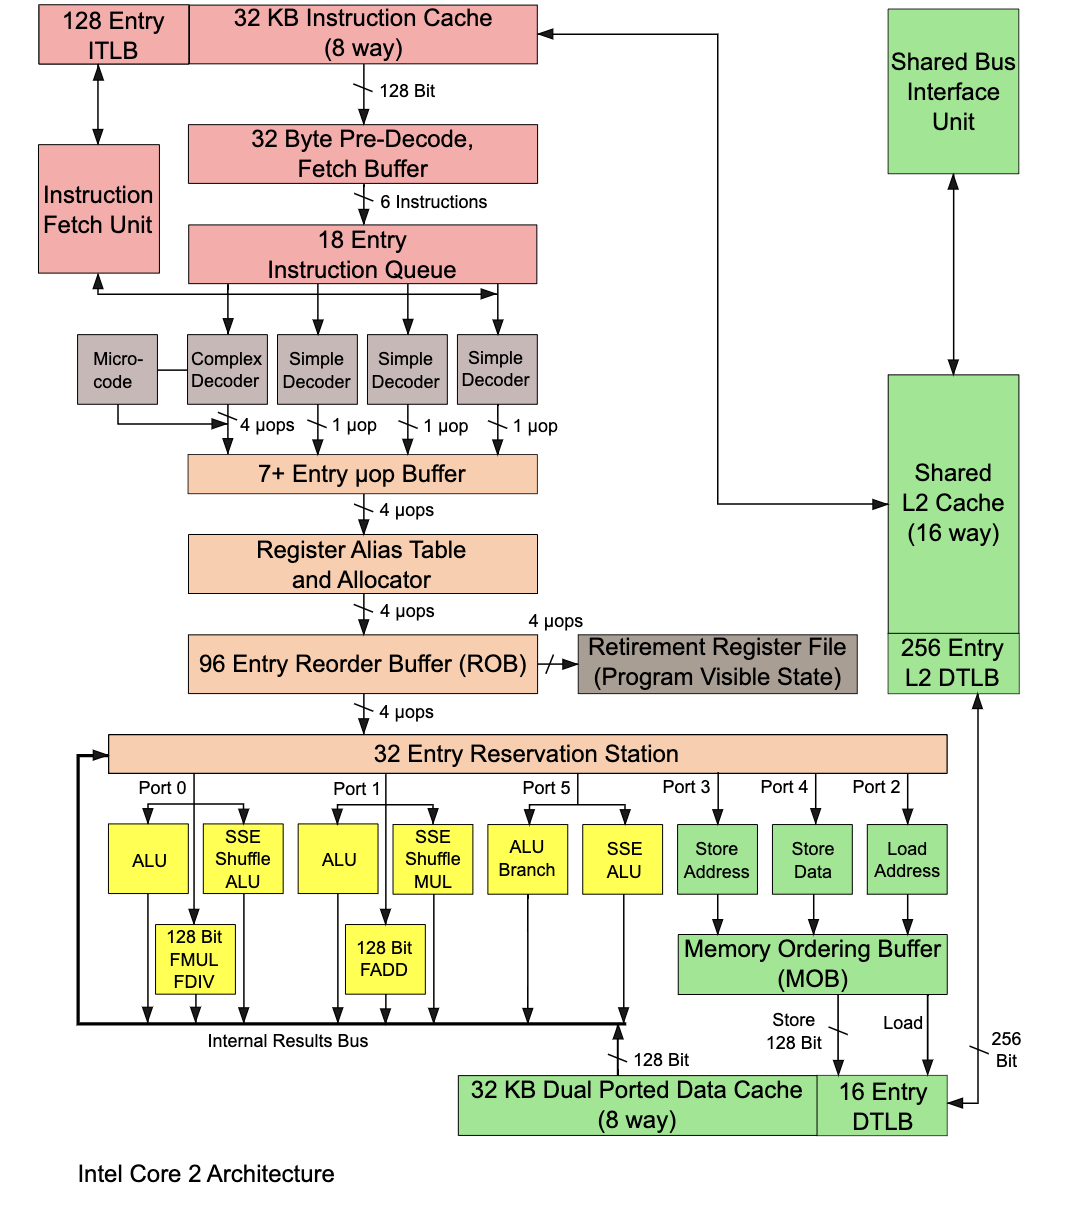 128 Entry
ITLB
32 KB Instruction Cache
(8 way)
Shared Bus
Interface
Unit
128 Bit
32 Byte Pre-Decode,
Fetch Buffer
Instruction
Fetch Unit
6 Instructions
18 Entry
Instruction Queue
Micro-
code
Complex
Decoder
Simple
Decoder
Simple
Decoder
Simple
Decoder
4 µops
1 µop
1 µop
1 µop
7+ Entry µop Buffer
Shared
L2 Cache
(16 way)
4 µops
Register Alias Table
and Allocator
4 µops
4 µops
96 Entry Reorder Buffer (ROB)
Retirement Register File
(Program Visible State)
256 Entry
L2 DTLB
4 µops
32 Entry Reservation Station
Port 0
Port 1
Port 5
Port 3
Port 4
Port 2
ALU
SSE
Shuffle
ALU
ALU
SSE
Shuffle
MUL
ALU
Branch
SSE
ALU
Store
Address
Store
Data
Load
Address
128 Bit
FMUL
FDIV
128 Bit
FADD
Memory Ordering Buffer
(MOB)
Internal Results Bus
Store
128 Bit
Load
256
Bit
128 Bit
32 KB Dual Ported Data Cache
(8 way)
16 Entry
DTLB
Intel Core 2 Architecture